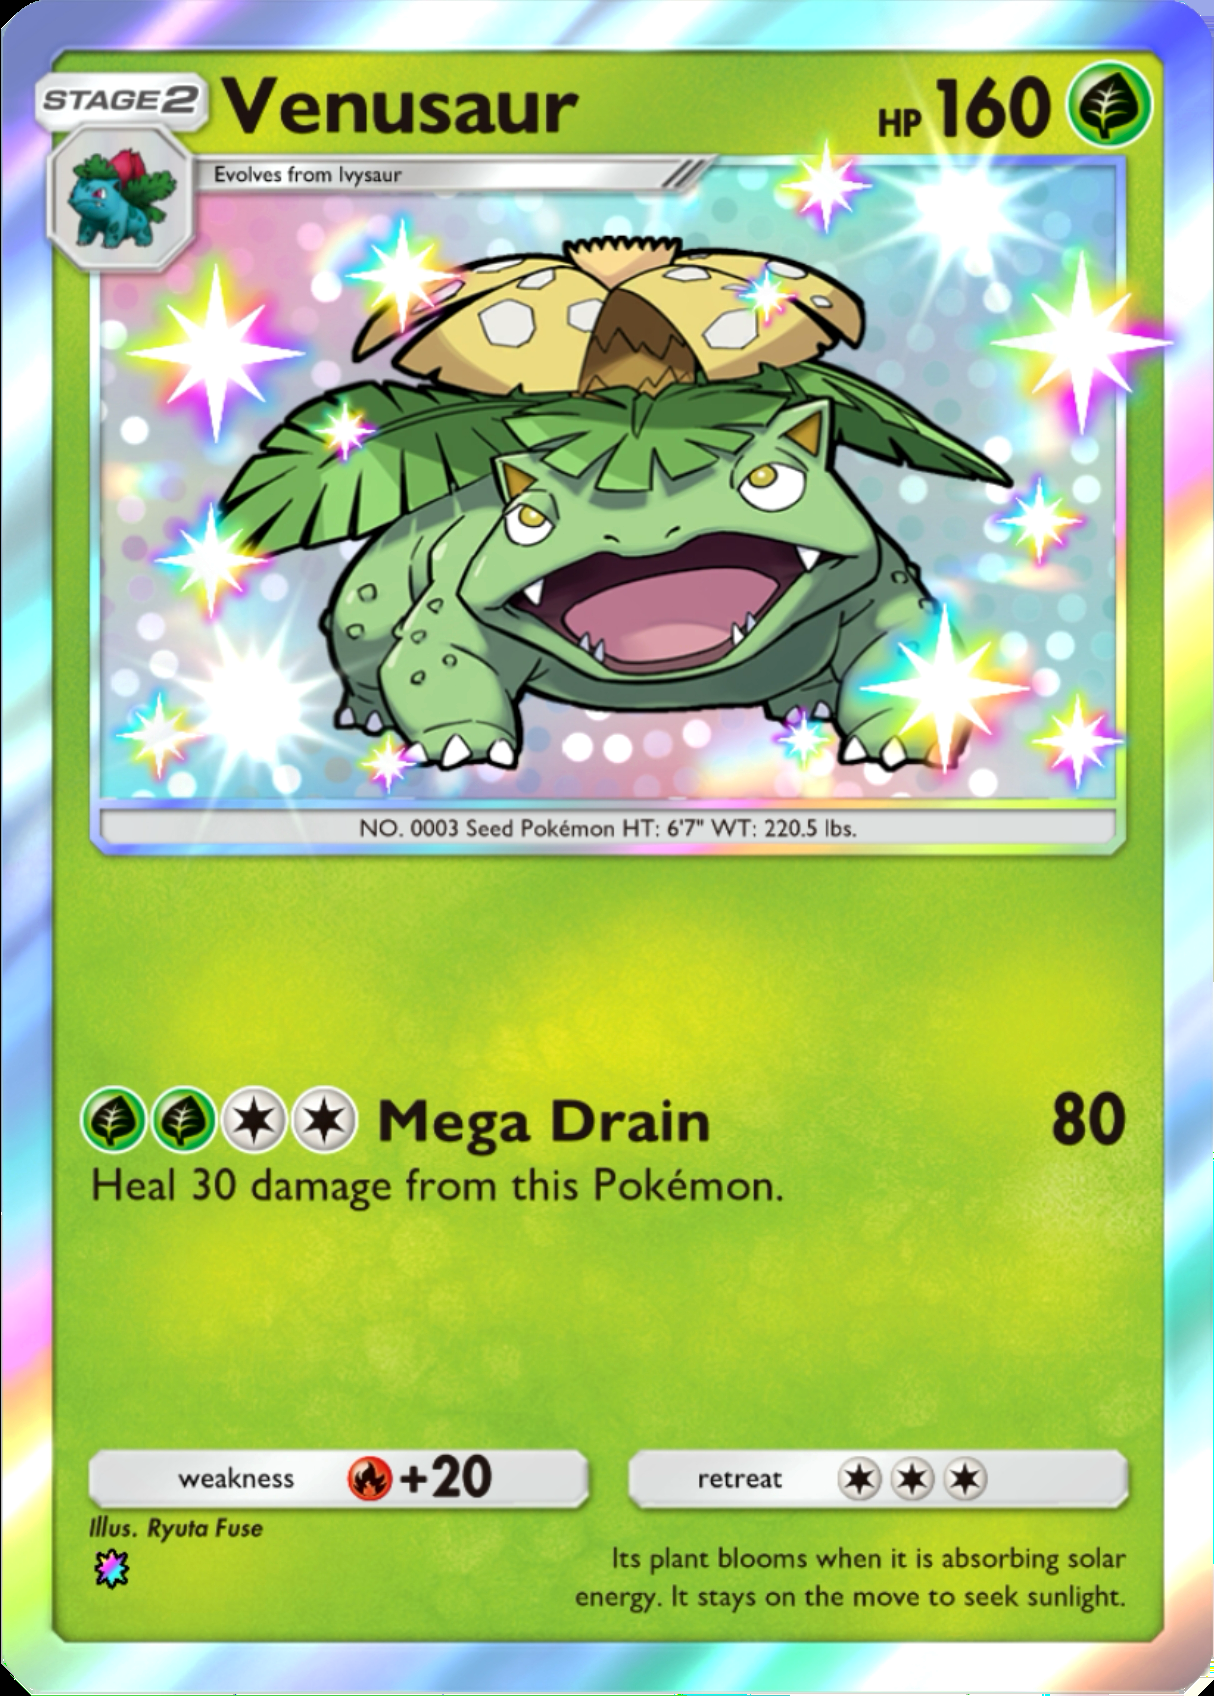 STAGE2
Venusaur
HP 160
Evolves from Ivysaur
NO. 0003 Seed Pokémon HT: 6'7" WT: 220.5 lbs.
Mega Drain 80
Heal 30 damage from this Pokémon.
weakness +20
retreat
Illus. Ryuta Fuse
Its plant blooms when it is absorbing solar
energy. It stays on the move to seek sunlight.